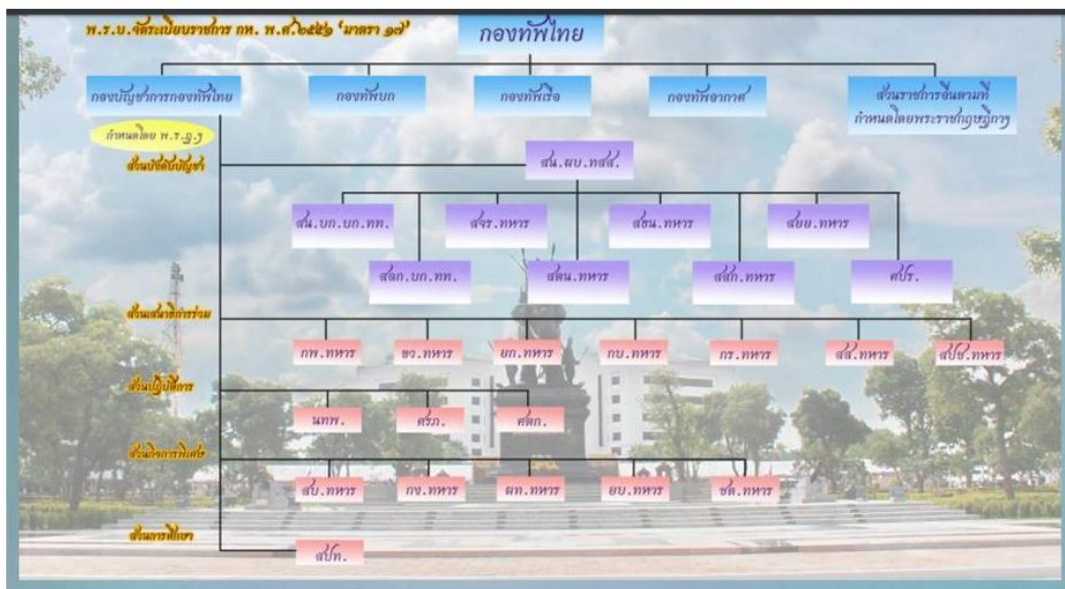 พ.ร.บ.จัดระเบียบราชการ กห. พ.ศ.๒๕๕๑ 'มาตรา ๑๗'
กองทัพไทย
กองบัญชาการกองทัพไทย
กองทัพบก
กองทัพเรือ
กองทัพอากาศ
ส่วนราชการอื่นตามที่
กำหนดโดยพระราชกฤษฎีกาฯ
กำหนดโดย พ.ร.ฎ.ฯ
ส่วนบังคับบัญชา
สน.ผบ.ทสส.
สน.บก.บก.ทท.
สจร.ทหาร
สธน.ทหาร
สยย.ทหาร
สลก.บก.ทท.
สตน.ทหาร
สสก.ทหาร
ศปร.
ส่วนเสนาธิการร่วม
กพ.ทหาร
ขว.ทหาร
ยก.ทหาร
กบ.ทหาร
กร.ทหาร
สส.ทหาร
สปช.ทหาร
ส่วนปฏิบัติการ
นทพ.
ศรภ.
ศตก.
ส่วนกิจการพิเศษ
สบ.ทหาร
กง.ทหาร
ผท.ทหาร
ยบ.ทหาร
ชด.ทหาร
ส่วนการศึกษา
สปท.